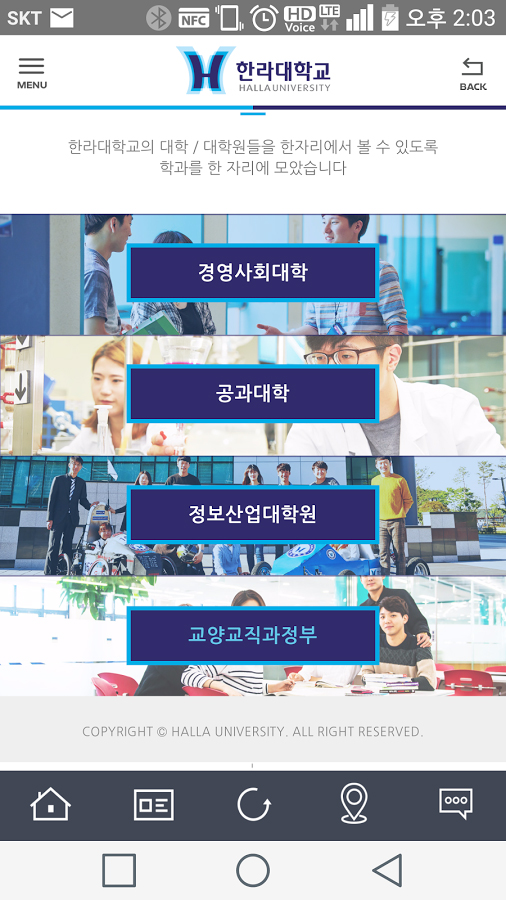 SKT NFC HD Voice LTE 오후 2:03
MENU
한라대학교
HALLA UNIVERSITY
BACK
한라대학교의 대학 / 대학원들을 한자리에서 볼 수 있도록
학과를 한 자리에 모았습니다
경영사회대학
공과대학
정보산업대학원
교양교직과정부
COPYRIGHT © HALLA UNIVERSITY. ALL RIGHT RESERVED.